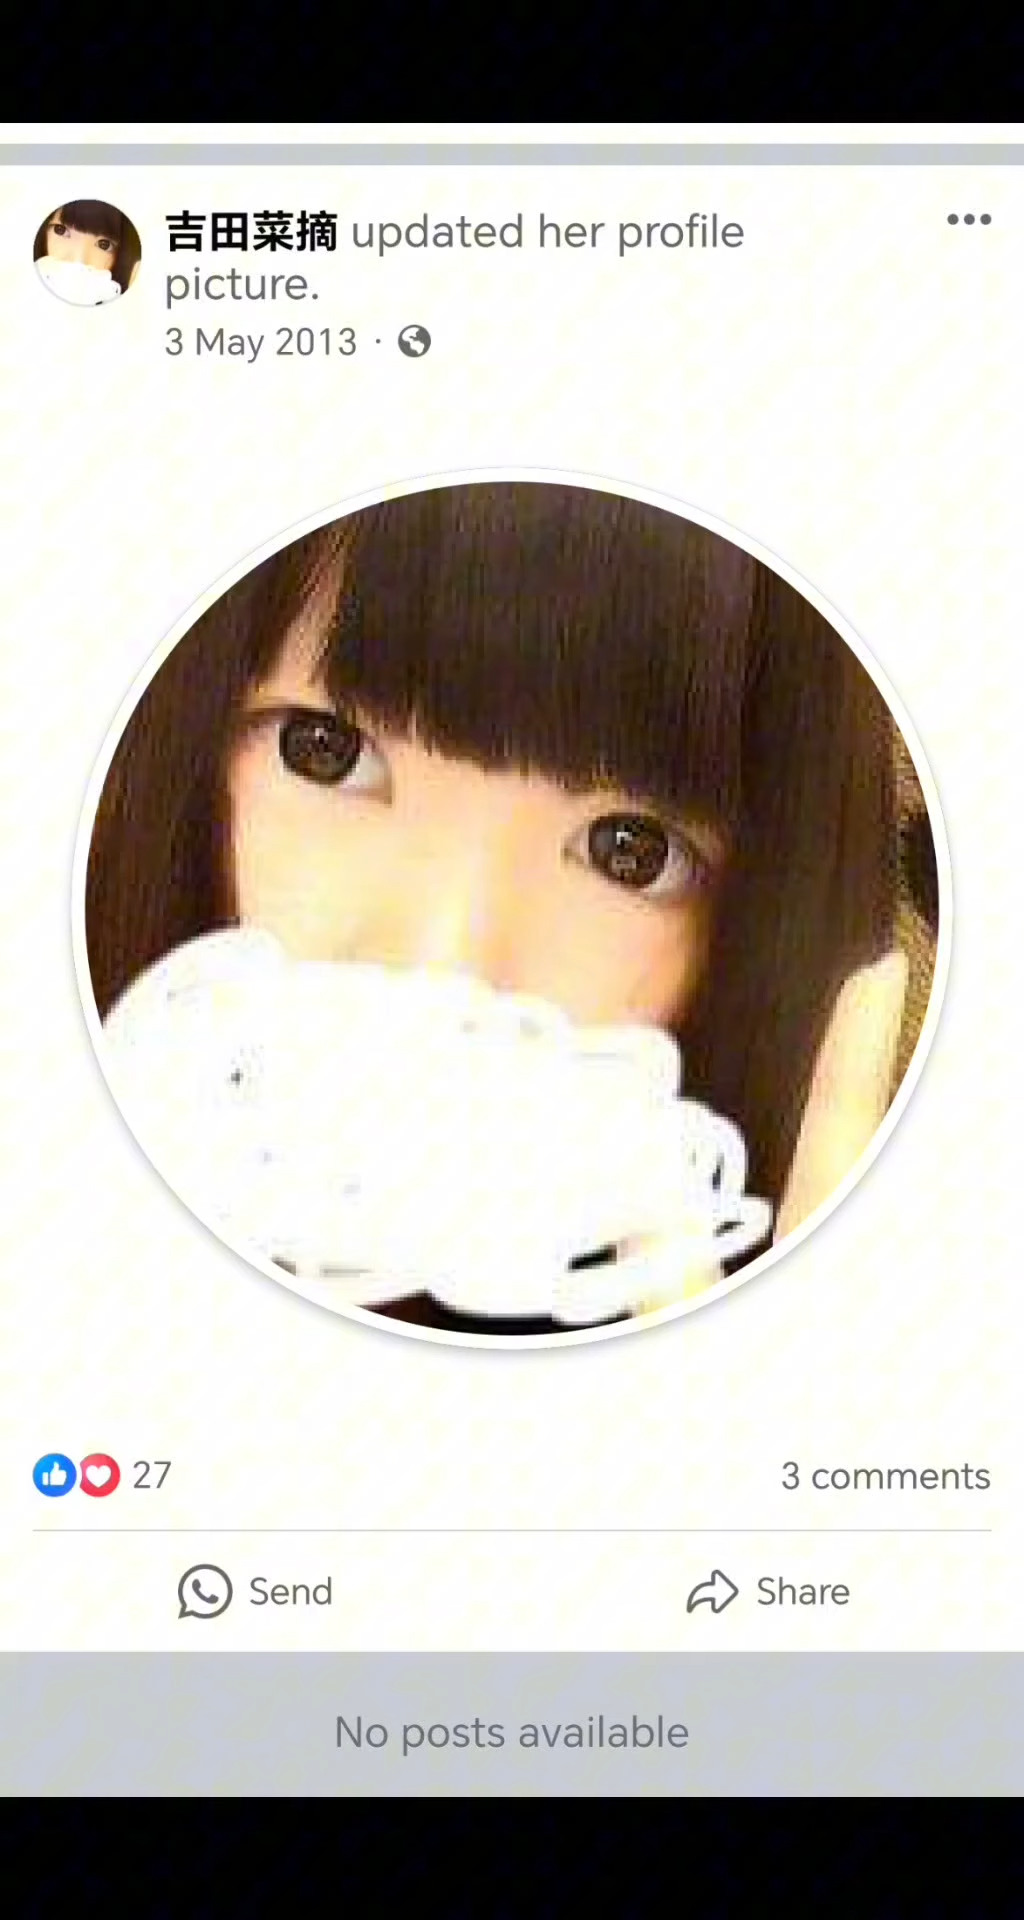 吉田菜摘 updated her profile
picture.
3 May 2013 ·
27
3 comments
Send
Share
No posts available